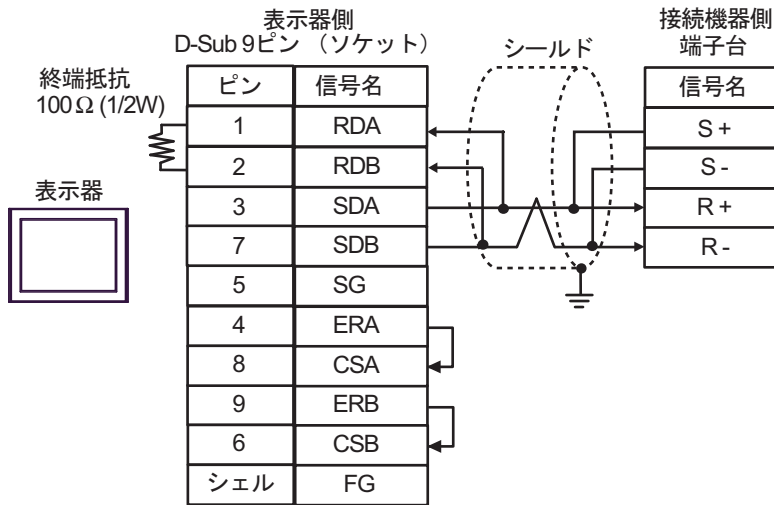 表示器側
D-Sub 9ピン （ソケット）
シールド
接続機器側
端子台
終端抵抗
100Ω (1/2W)
表示器
ピン 信号名
1 RDA
2 RDB
3 SDA
7 SDB
5 SG
4 ERA
8 CSA
9 ERB
6 CSB
シェル FG
信号名
S +
S -
R +
R -